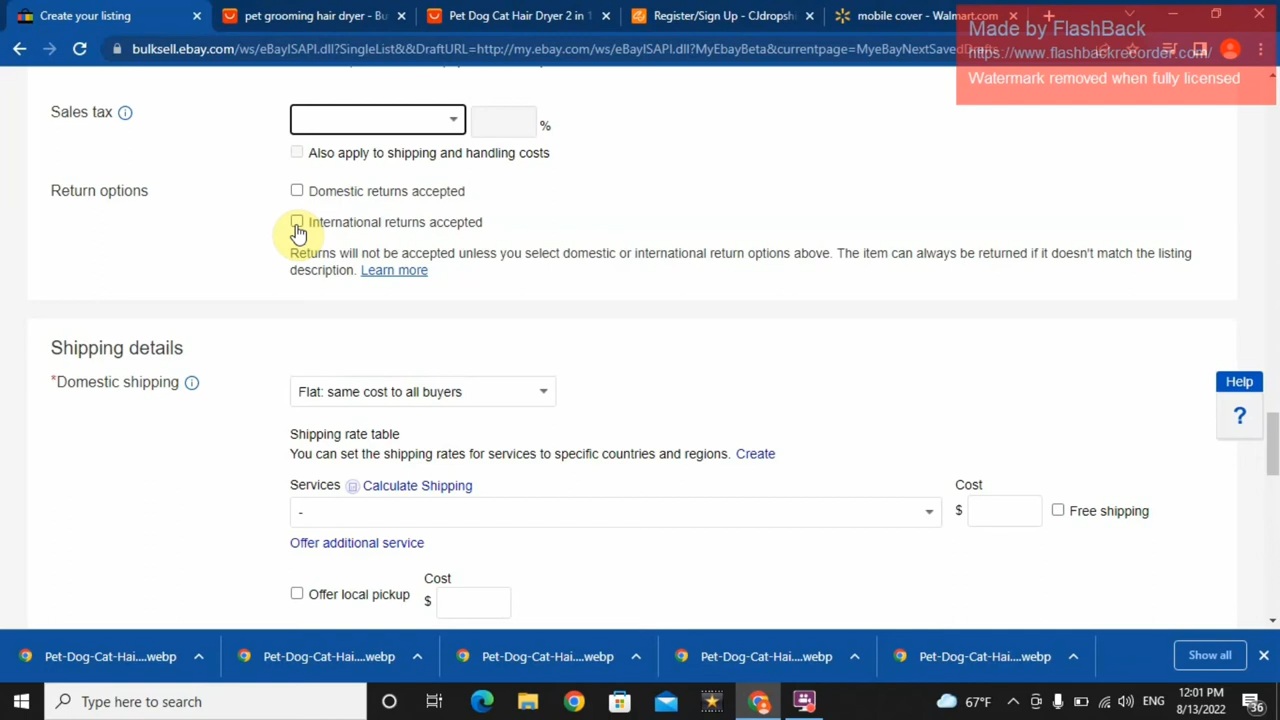 Create your listing
pet grooming hair dryer - Bu
Pet Dog Cat Hair Dryer 2 in 1
Register/Sign Up - CJdropshi
mobile cover - Walmart.com
Made by FlashBack
https://www.flashbackrecorder.com/
Watermark removed when fully licensed
bulksell.ebay.com/ws/eBayISAPI.dll?SingleList&&DraftURL=http://my.ebay.com/ws/eBayISAPI.dll?MyEbayBeta&currentpage=MyeBayNextSavedDrafts
Sales tax
%
Also apply to shipping and handling costs
Return options
Domestic returns accepted
International returns accepted
Returns will not be accepted unless you select domestic or international return options above. The item can always be returned if it doesn't match the listing
description. Learn more
Shipping details
*Domestic shipping
Flat: same cost to all buyers
Shipping rate table
You can set the shipping rates for services to specific countries and regions. Create
Services Calculate Shipping
Cost
-
$
Free shipping
Offer additional service
Offer local pickup
Cost
$
Help
?
Pet-Dog-Cat-Hai....webp
Pet-Dog-Cat-Hai....webp
Pet-Dog-Cat-Hai....webp
Pet-Dog-Cat-Hai....webp
Pet-Dog-Cat-Hai....webp
Show all
Type here to search
67°F
ENG
12:01 PM
8/13/2022
36